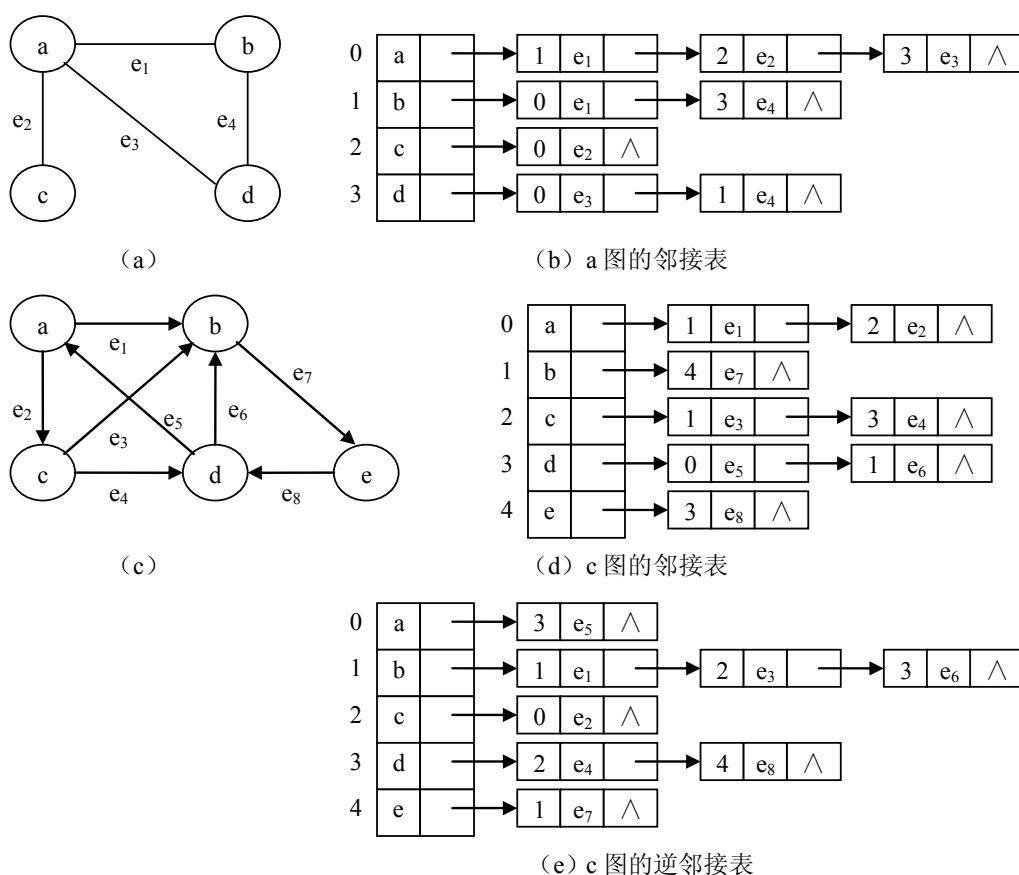 a b
e₁
e₂ e₃ e₄
c d
(a)
0 a 1 e₁ 2 e₂ 3 e₃ ∧
1 b 0 e₁ 3 e₄ ∧
2 c 0 e₂ ∧
3 d 0 e₃ 1 e₄ ∧
(b)a 图的邻接表
a b
e₁
e₂ e₃ e₅ e₆ e₇
c d e
e₄ e₈
(c)
0 a 1 e₁ 2 e₂ ∧
1 b 4 e₇ ∧
2 c 1 e₃ 3 e₄ ∧
3 d 0 e₅ 1 e₆ ∧
4 e 3 e₈ ∧
(d)c 图的邻接表
0 a 3 e₅ ∧
1 b 1 e₁ 2 e₃ 3 e₆ ∧
2 c 0 e₂ ∧
3 d 2 e₄ 4 e₈ ∧
4 e 1 e₇ ∧
(e)c 图的逆邻接表